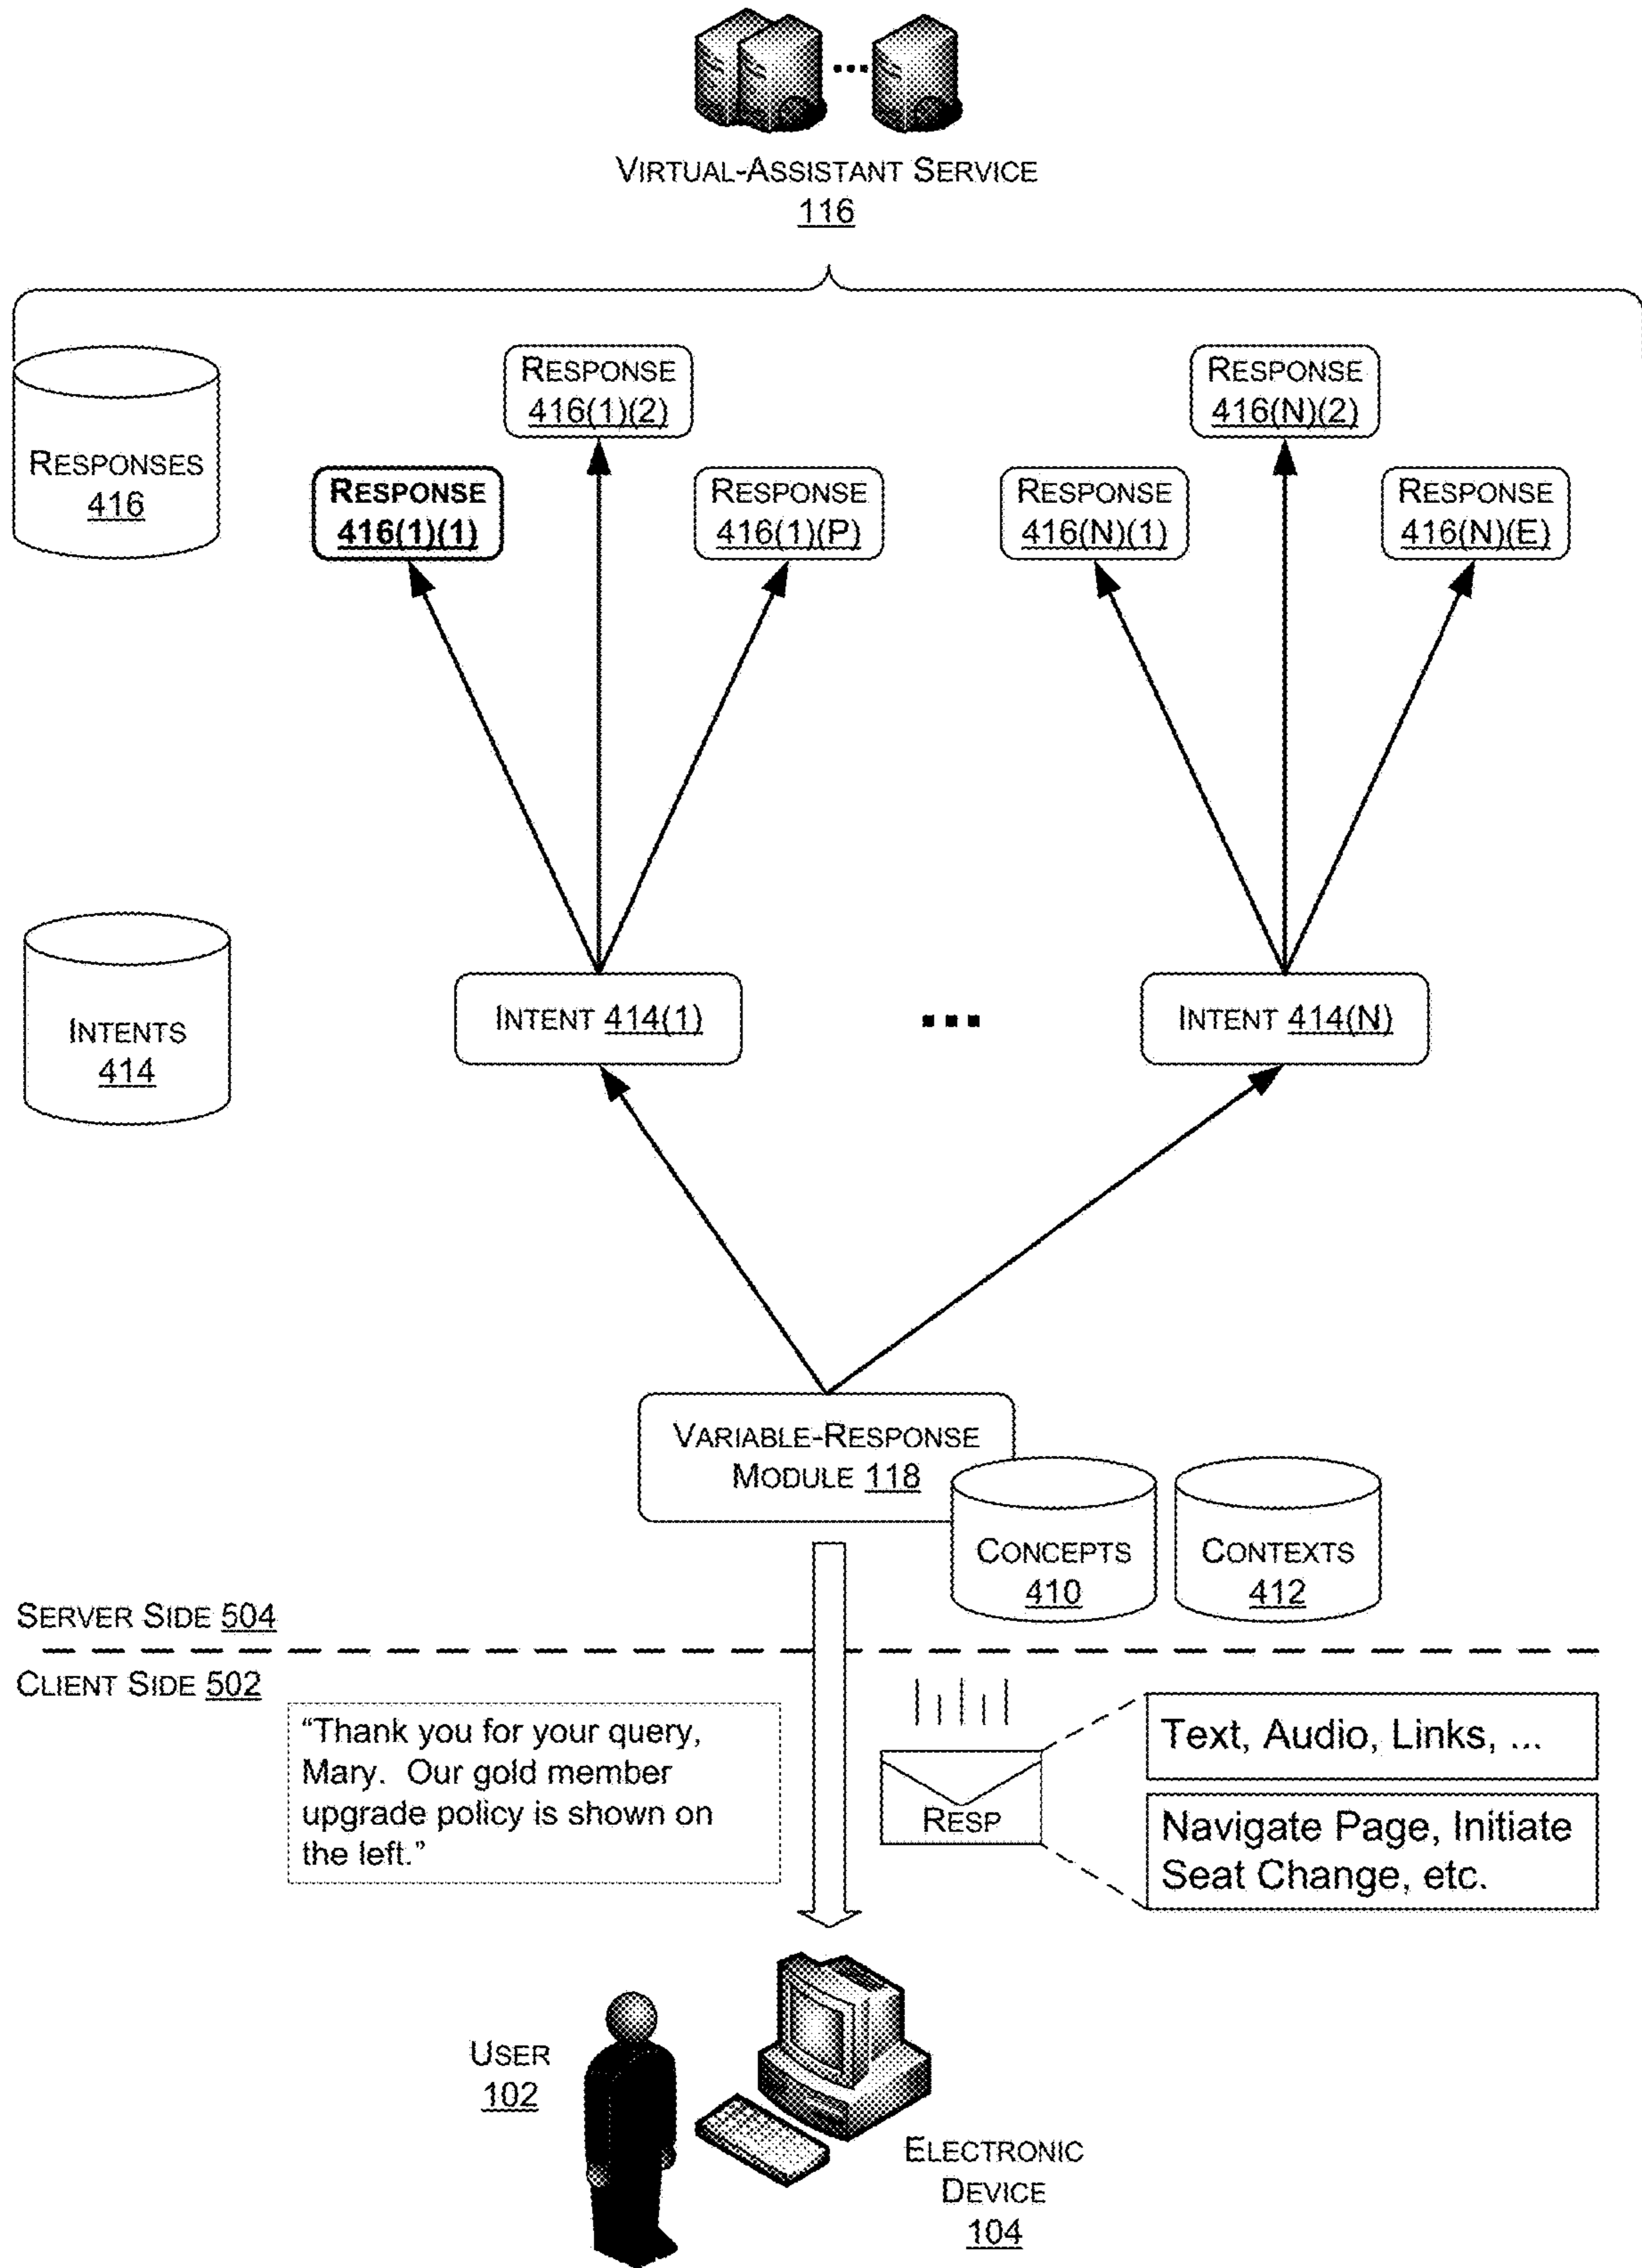 VIRTUAL-ASSISTANT SERVICE
116
RESPONSES
416
RESPONSE
416(1)(1)
RESPONSE
416(1)(2)
RESPONSE
416(1)(P)
RESPONSE
416(N)(1)
RESPONSE
416(N)(2)
RESPONSE
416(N)(E)
INTENTS
414
INTENT 414(1)
...
INTENT 414(N)
VARIABLE-RESPONSE
MODULE 118
CONCEPTS
410
CONTEXTS
412
SERVER SIDE 504
CLIENT SIDE 502
“Thank you for your query,
Mary.  Our gold member
upgrade policy is shown on
the left.”
RESP
Text, Audio, Links, ...
Navigate Page, Initiate
Seat Change, etc.
USER
102
ELECTRONIC
DEVICE
104